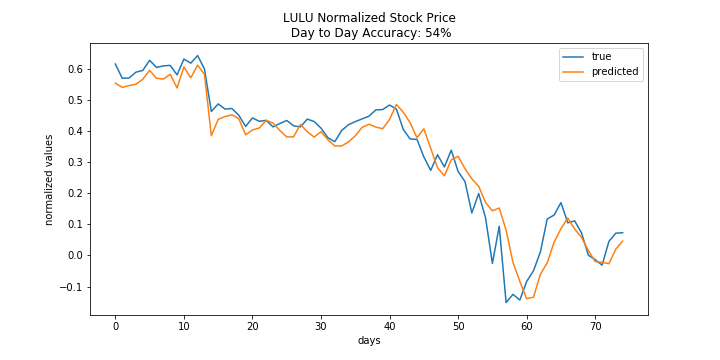 LULU Normalized Stock Price
Day to Day Accuracy: 54%
true
predicted
normalized values
0.6
0.5
0.4
0.3
0.2
0.1
0.0
−0.1
0 10 20 30 40 50 60 70
days